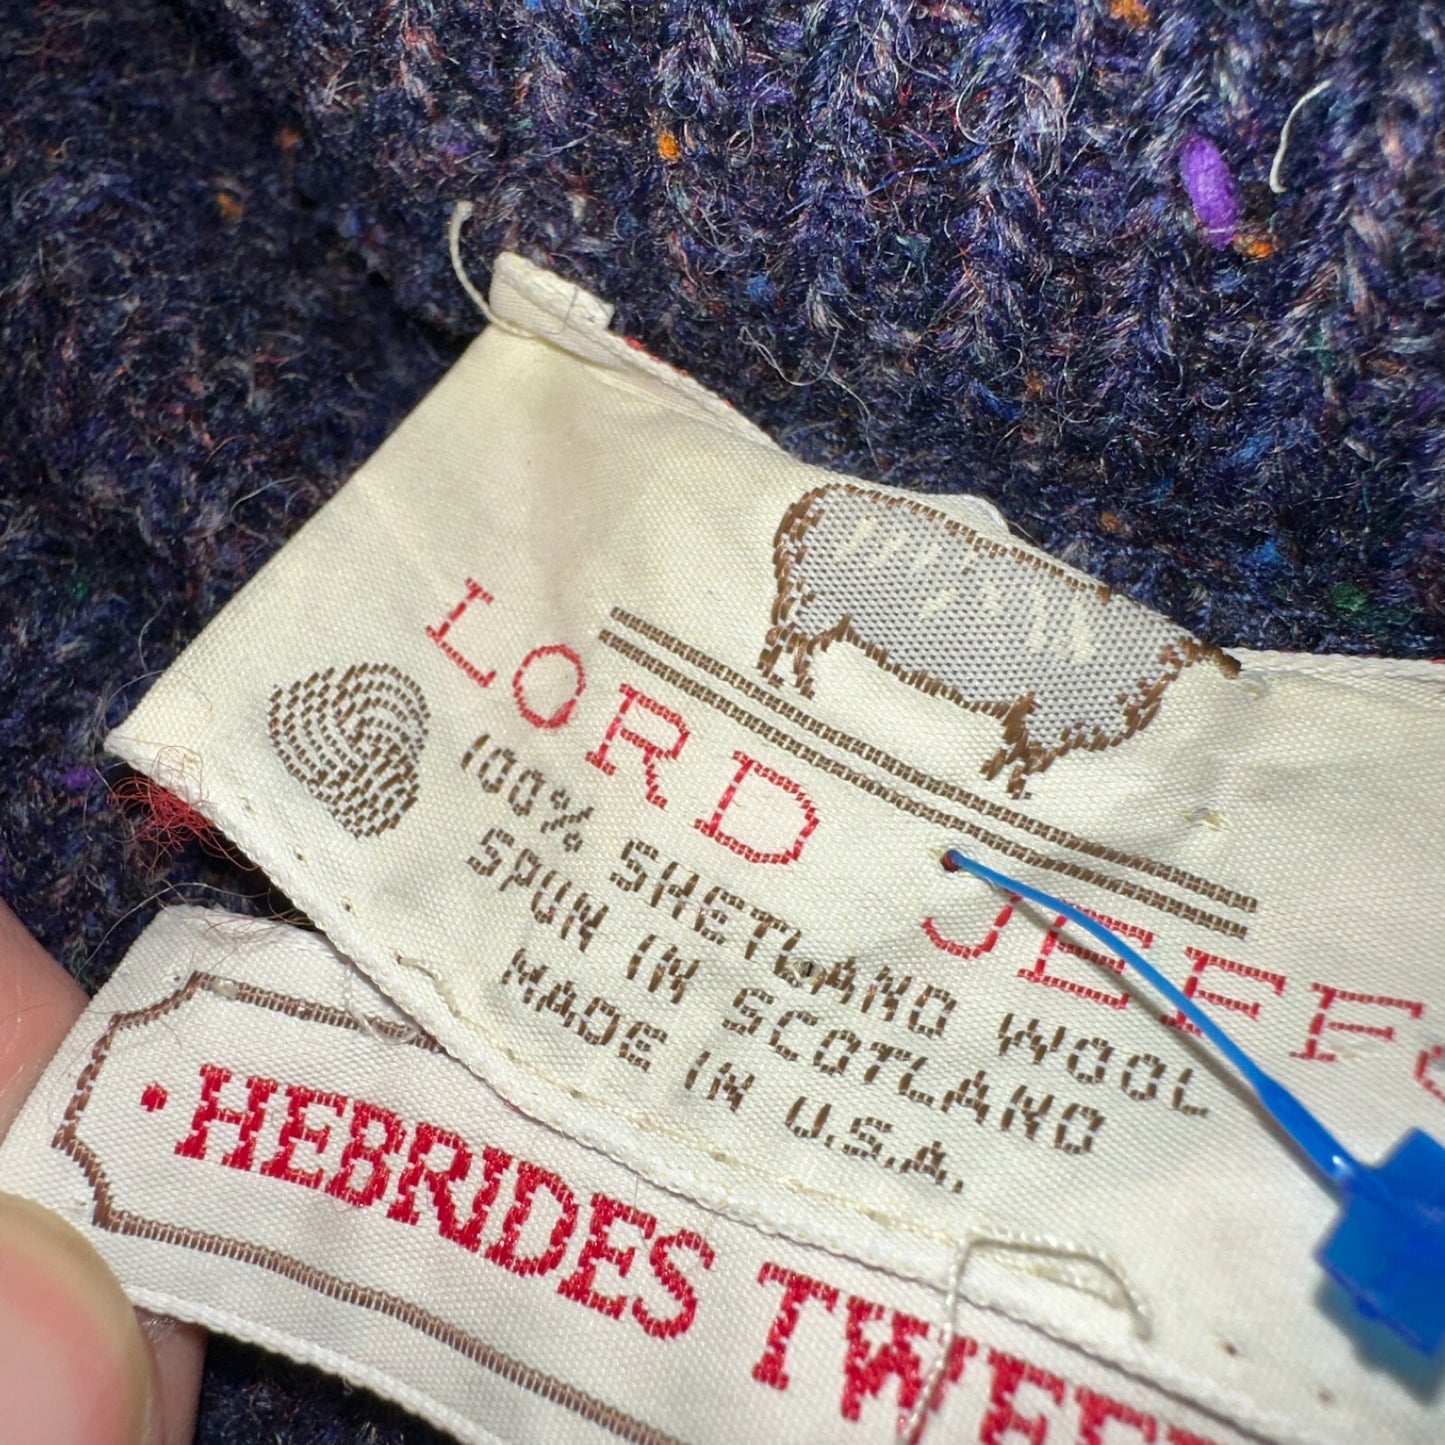 LORD JEFF
100% SHETLAND WOOL
SPUN IN SCOTLAND
MADE IN U.S.A.
• HEBRIDES TWEE